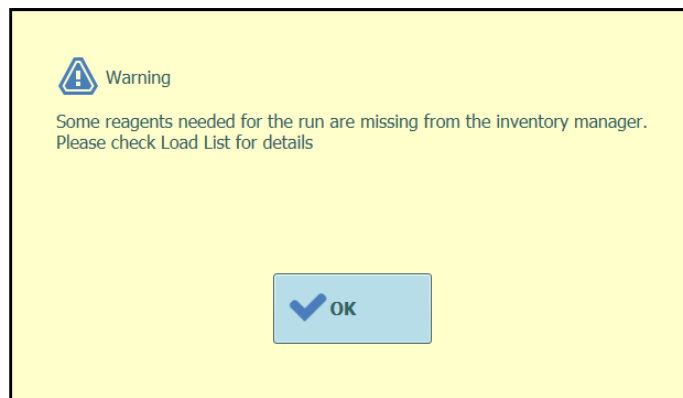 Warning
Some reagents needed for the run are missing from the inventory manager.
Please check Load List for details
OK